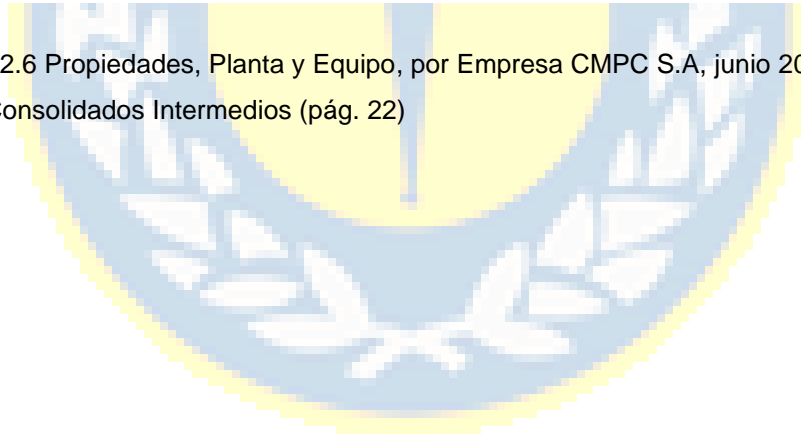 2.6 Propiedades, Planta y Equipo, por Empresa CMPC S.A, junio 20
onsolidados Intermedios (pág. 22)